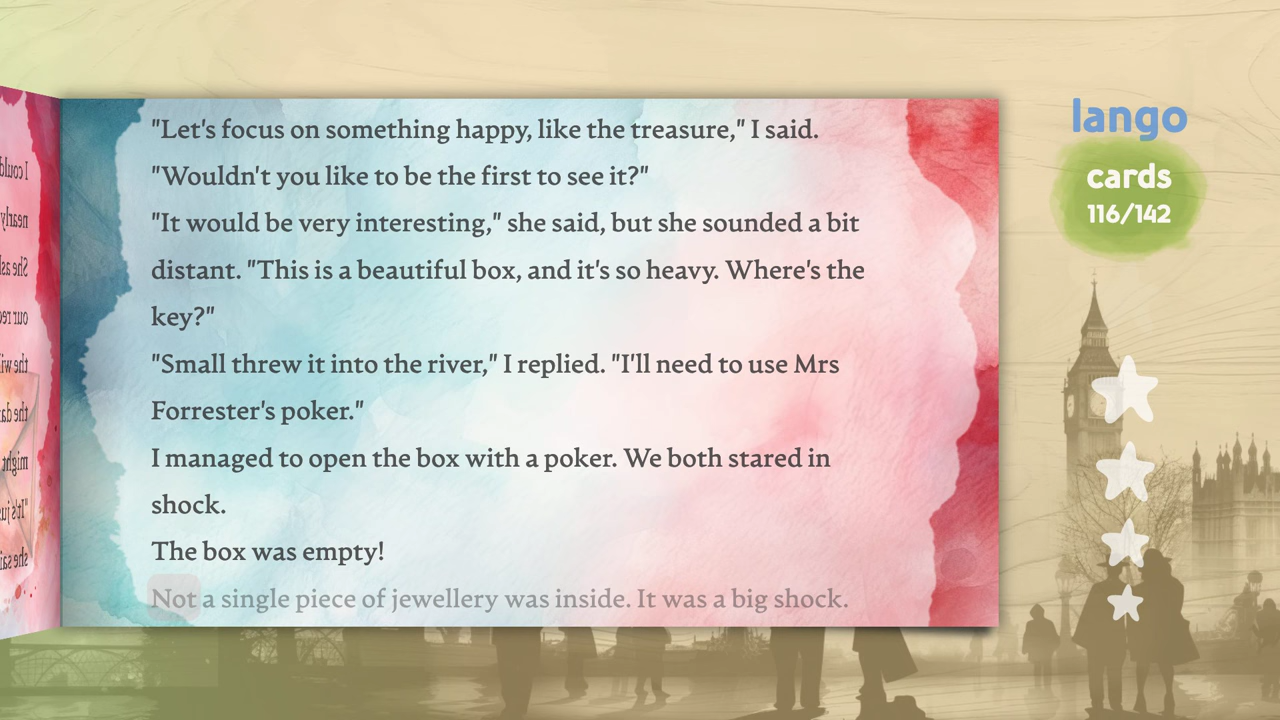 "Let's focus on something happy, like the treasure," I said.
"Wouldn't you like to be the first to see it?"
"It would be very interesting," she said, but she sounded a bit
distant. "This is a beautiful box, and it's so heavy. Where's the
key?"
"Small threw it into the river," I replied. "I'll need to use Mrs
Forrester's poker."
I managed to open the box with a poker. We both stared in
shock.
The box was empty!
Not a single piece of jewellery was inside. It was a big shock.
lango
cards
116/142